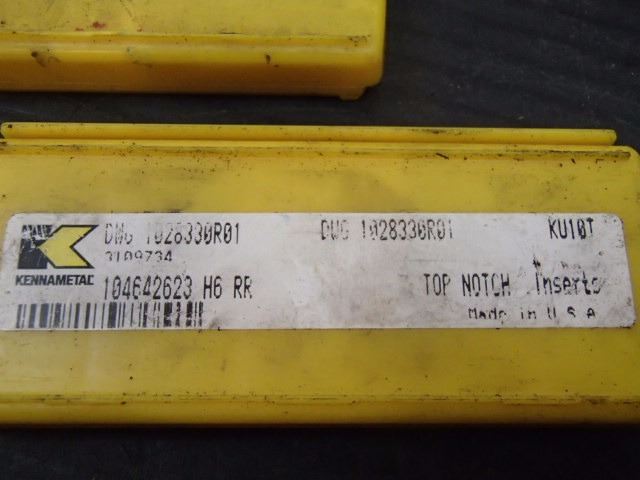 DWG 1028330R01 DWG 1028330R01 KU10T
3109734
KENNAMETAL
104642623 H6 RR TOP NOTCH Inserts
Made in U S A